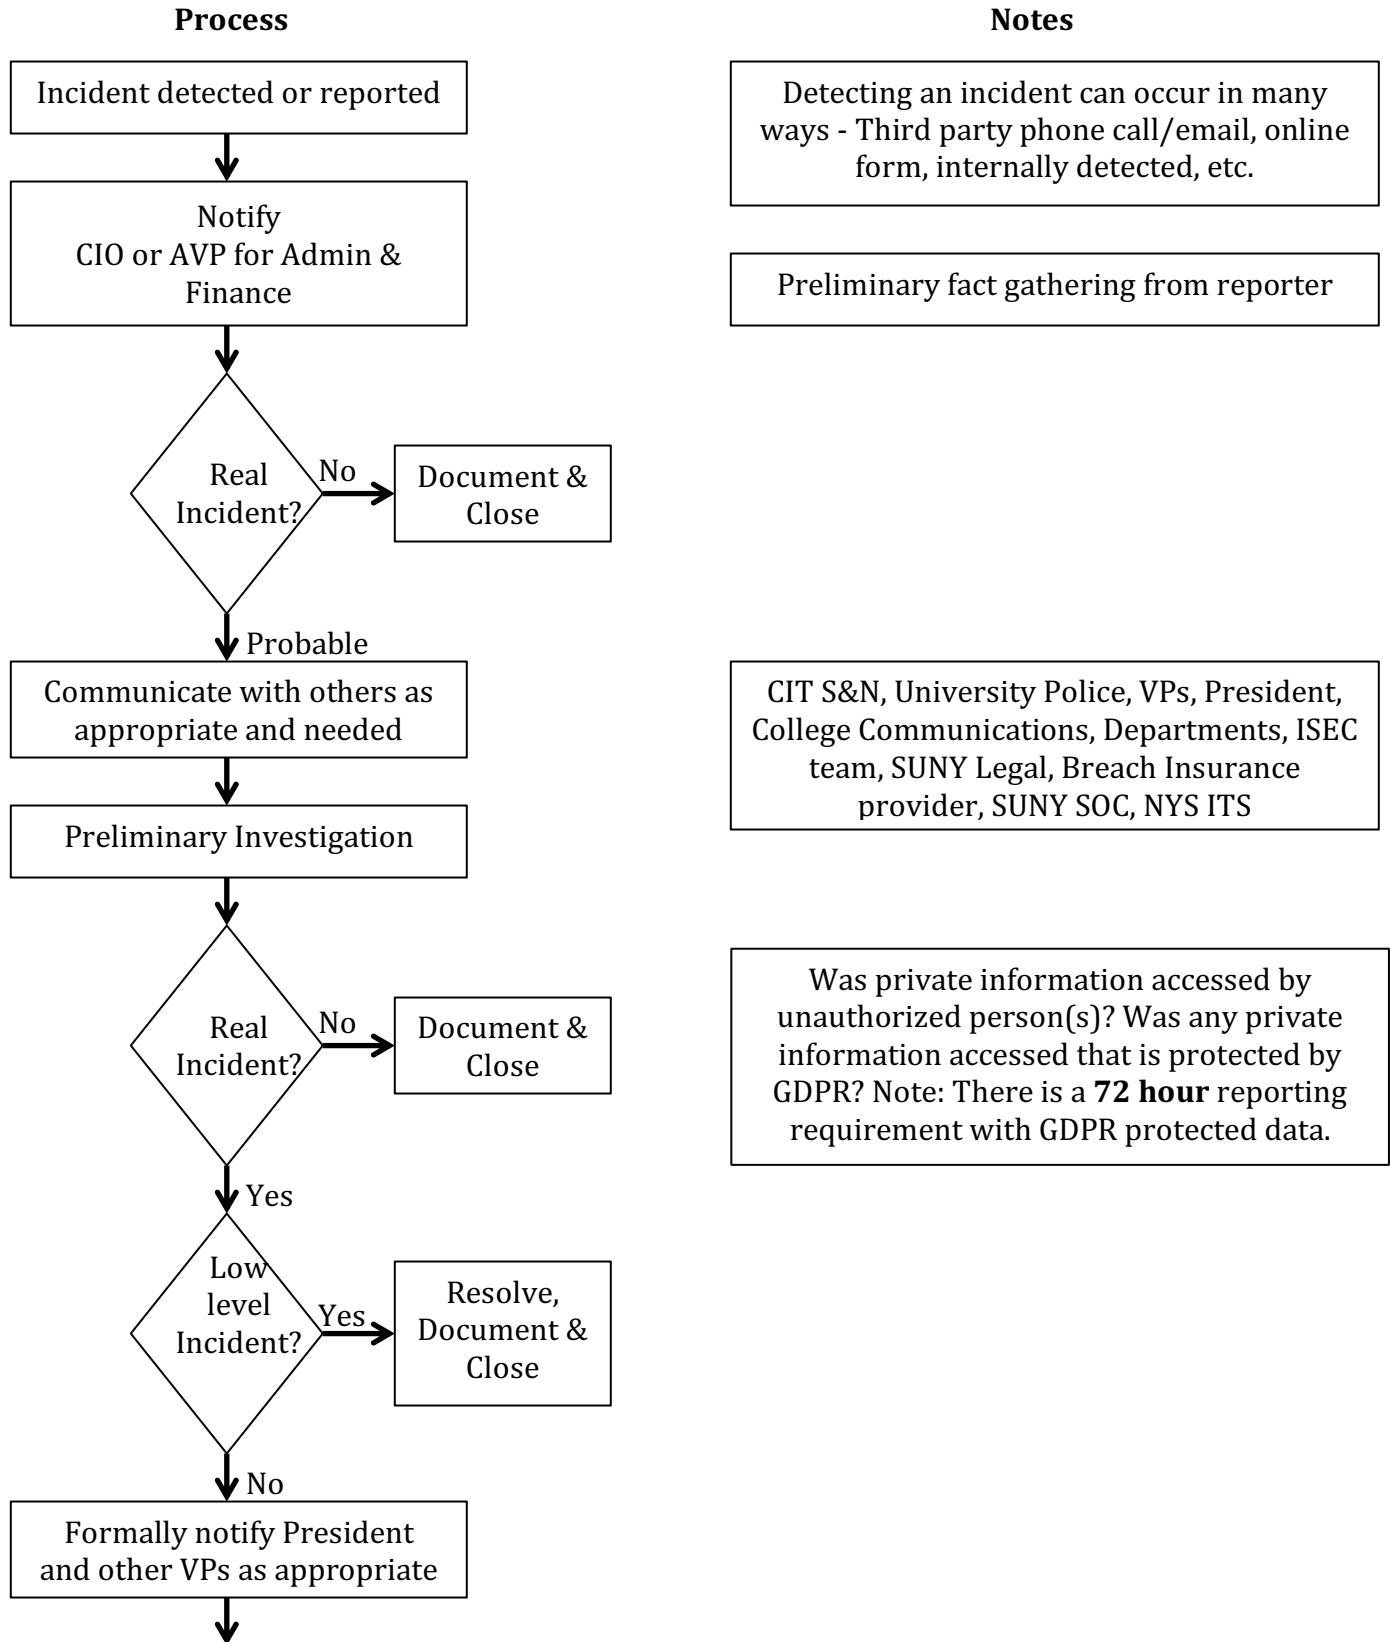 Process
Notes
Incident detected or reported
Detecting an incident can occur in many
ways - Third party phone call/email, online
form, internally detected, etc.
Notify
CIO or AVP for Admin &
Finance
Preliminary fact gathering from reporter
Real
Incident?
No
Document &
Close
Probable
Communicate with others as
appropriate and needed
CIT S&N, University Police, VPs, President,
College Communications, Departments, ISEC
team, SUNY Legal, Breach Insurance
provider, SUNY SOC, NYS ITS
Preliminary Investigation
Real
Incident?
No
Document &
Close
Was private information accessed by
unauthorized person(s)? Was any private
information accessed that is protected by
GDPR? Note: There is a 72 hour reporting
requirement with GDPR protected data.
Yes
Low
level
Incident?
Yes
Resolve,
Document &
Close
No
Formally notify President
and other VPs as appropriate